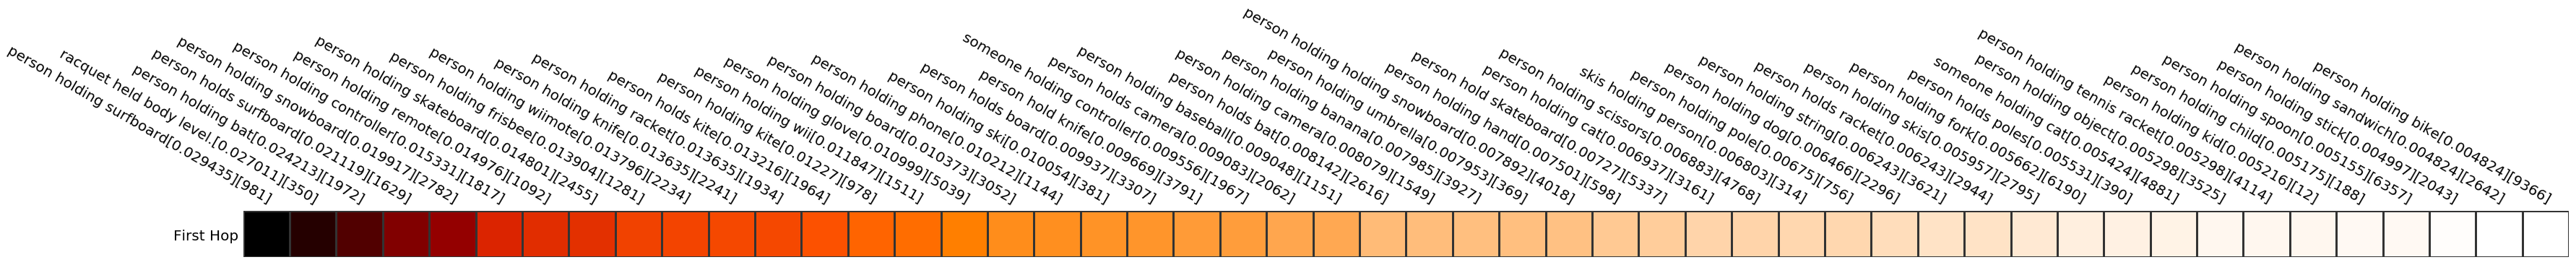 person holding surfboard[0.029435][981]
racquet held body level.[0.027011][350]
person holding bat[0.024213][1972]
person holds surfboard[0.021119][1629]
person holding snowboard[0.019917][2782]
person holding controller[0.015331][1817]
person holding remote[0.014976][1092]
person holding skateboard[0.014801][2455]
person holding frisbee[0.013904][1281]
person holding wiimote[0.013796][2234]
person holding knife[0.013635][2241]
person holding racket[0.013635][1934]
person holds kite[0.013216][1964]
person holding kite[0.01227][978]
person holding wii[0.011847][1511]
person holding glove[0.010999][5039]
person holding board[0.010373][3052]
person holding phone[0.010212][1144]
person holding ski[0.010054][381]
person holds board[0.009937][3307]
person hold knife[0.009669][3791]
someone holding controller[0.009556][1967]
person holds camera[0.009083][2062]
person holding baseball[0.009048][1151]
person holds bat[0.008142][2616]
person holding camera[0.008079][1549]
person holding banana[0.007985][3927]
person holding umbrella[0.007953][369]
person holding holding snowboard[0.007892][4018]
person holding hand[0.007501][598]
person hold skateboard[0.00727][5337]
person holding cat[0.006937][3161]
person holding scissors[0.006883][4768]
skis holding person[0.006803][314]
person holding pole[0.00675][756]
person holding dog[0.006466][2296]
person holding string[0.006243][3621]
person holds racket[0.006243][2944]
person holding skis[0.005957][2795]
person holding fork[0.005662][6190]
person holds poles[0.005531][390]
someone holding cat[0.005424][4881]
person holding object[0.005298][3525]
person holding tennis racket[0.005298][4114]
person holding kid[0.005216][12]
person holding child[0.005175][188]
person holding spoon[0.005155][6357]
person holding stick[0.004997][2043]
person holding sandwich[0.004824][2642]
person holding bike[0.004824][9366]
First Hop